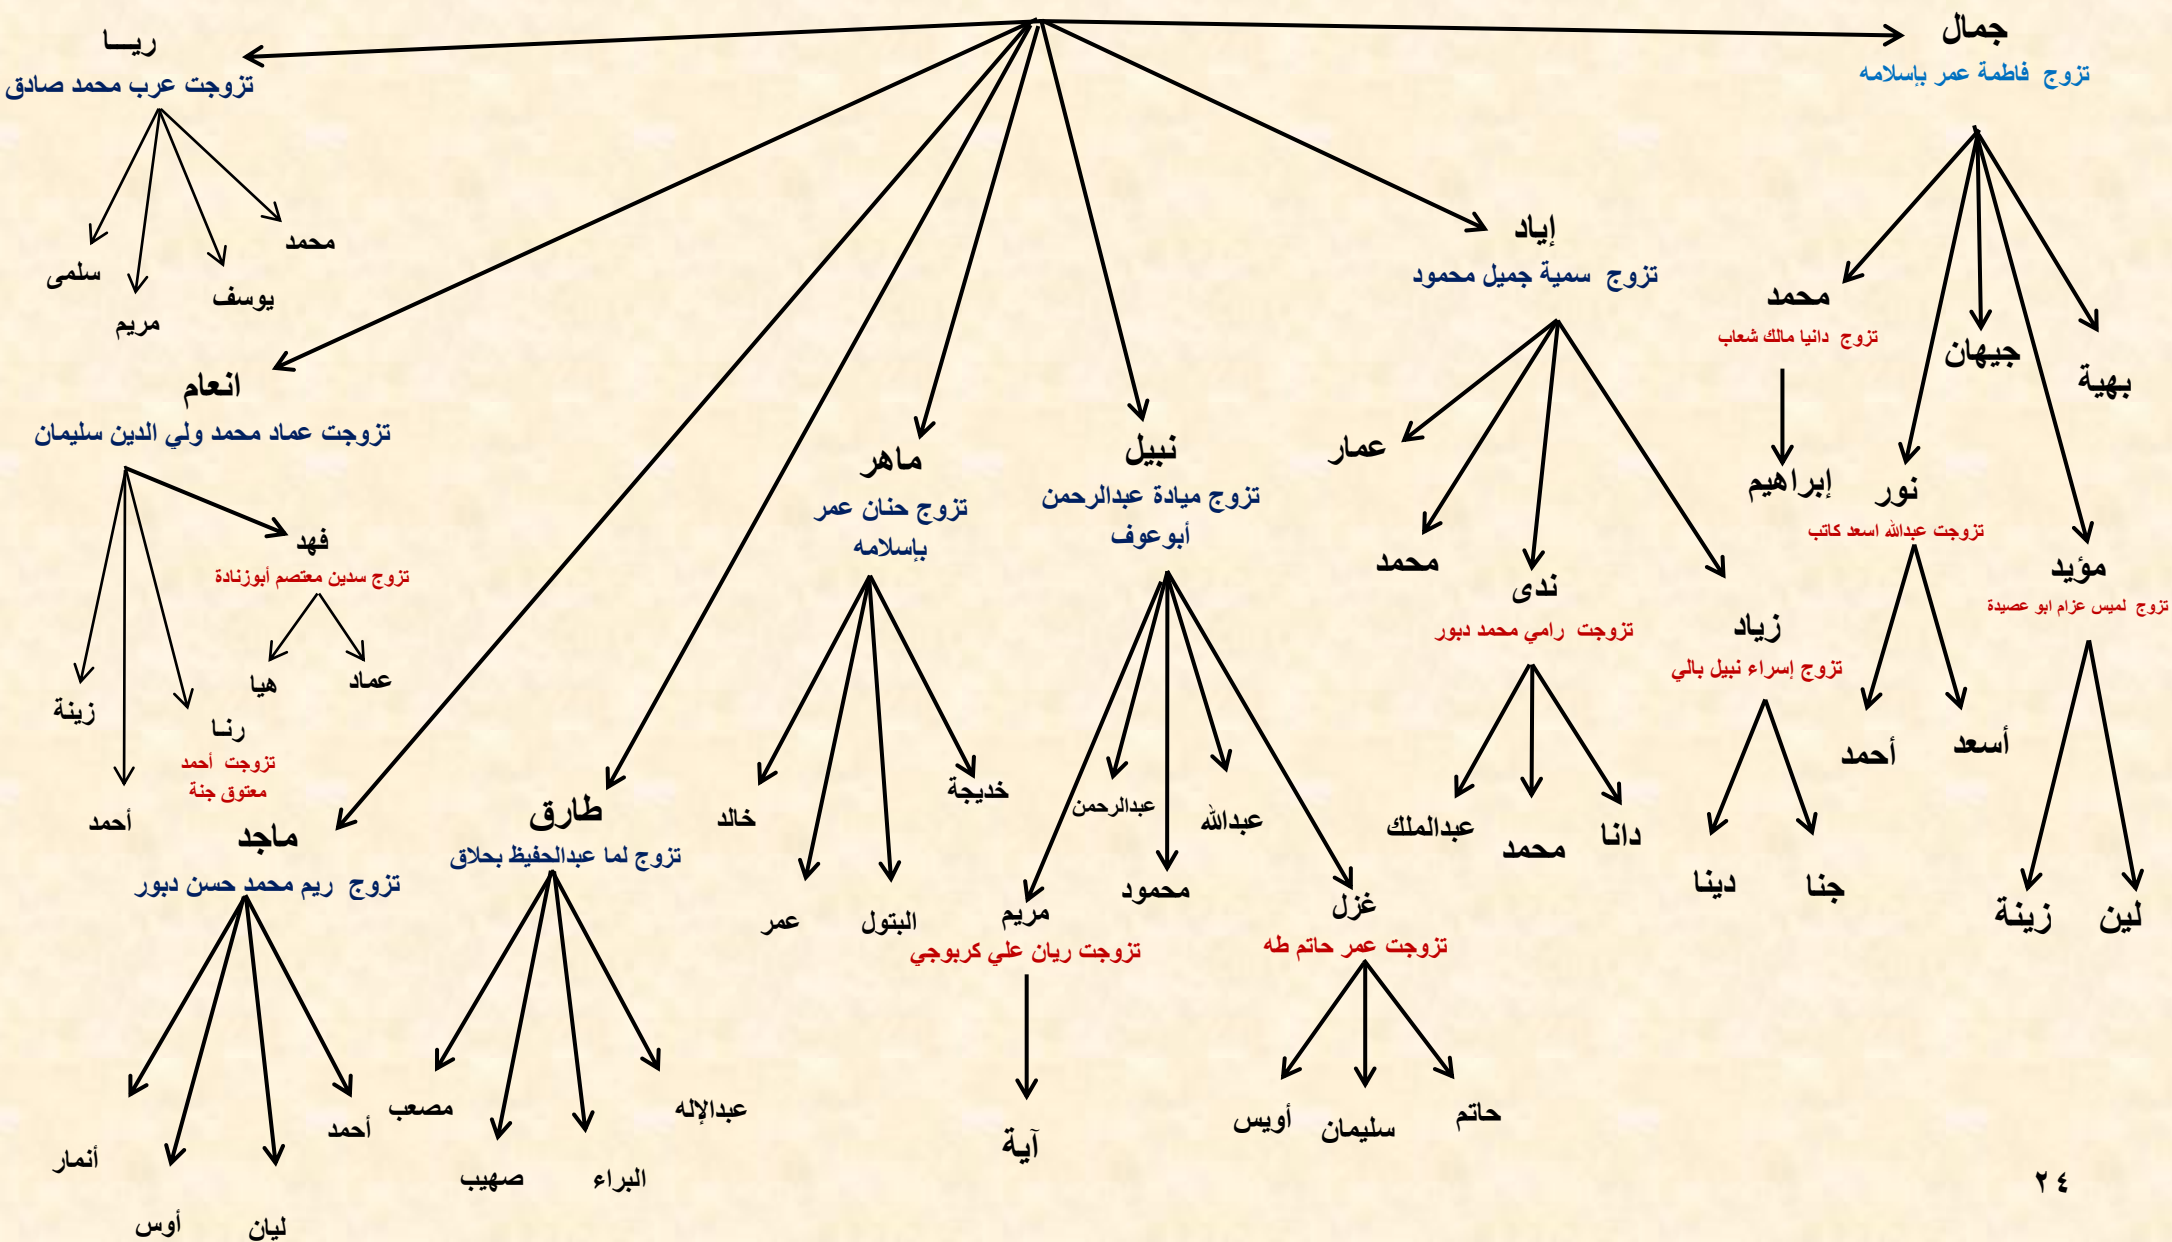 جمال
تزوج فاطمة عمر بإسلامه
بهية
جيهان
مؤيد
تزوج لميس عزام ابو عصيدة
لين
زينة
نور
تزوجت عبدالله اسعد كاتب
أسعد
أحمد
محمد
تزوج دانيا مالك شعاب
إبراهيم
إياد
تزوج سمية جميل محمود
زياد
تزوج إسراء نبيل بالي
جنا
دينا
ندى
تزوجت رامي محمد دبور
دانا
محمد
عبدالملك
محمد
عمار
نبيل
تزوج ميادة عبدالرحمن
أبوعوف
غزل
تزوجت عمر حاتم طه
حاتم
سليمان
أويس
عبدالله
محمود
عبدالرحمن
مريم
تزوجت ريان علي كربوجي
آية
ماهر
تزوج حنان عمر
بإسلامه
خديجة
البتول
عمر
خالد
طارق
تزوج لما عبدالحفيظ بحلاق
عبدالإله
البراء
صهيب
مصعب
ماجد
تزوج ريم محمد حسن دبور
أحمد
ليان
أوس
أنمار
انعام
تزوجت عماد محمد ولي الدين سليمان
فهد
تزوج سدين معتصم أبوزنادة
عماد
هيا
رنا
تزوجت أحمد
معتوق جنة
أحمد
زينة
ريـا
تزوجت عرب محمد صادق
محمد
يوسف
مريم
سلمى
٢٤